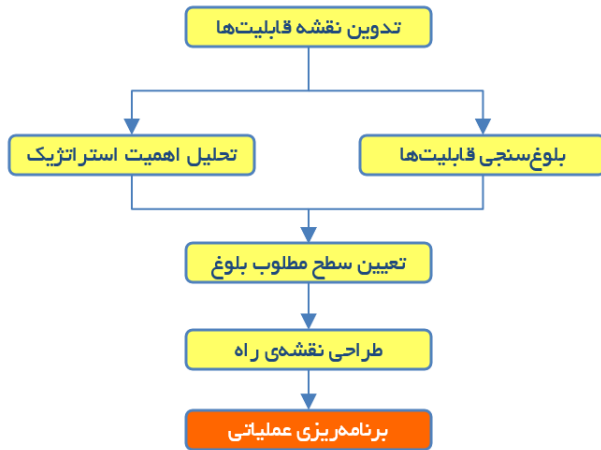 تدوین نقشه قابلیت‌ها
بلوغ‌سنجی قابلیت‌ها
تحلیل اهمیت استراتژیک
تعیین سطح مطلوب بلوغ
طراحی نقشه‌ی راه
برنامه‌ریزی عملیاتی